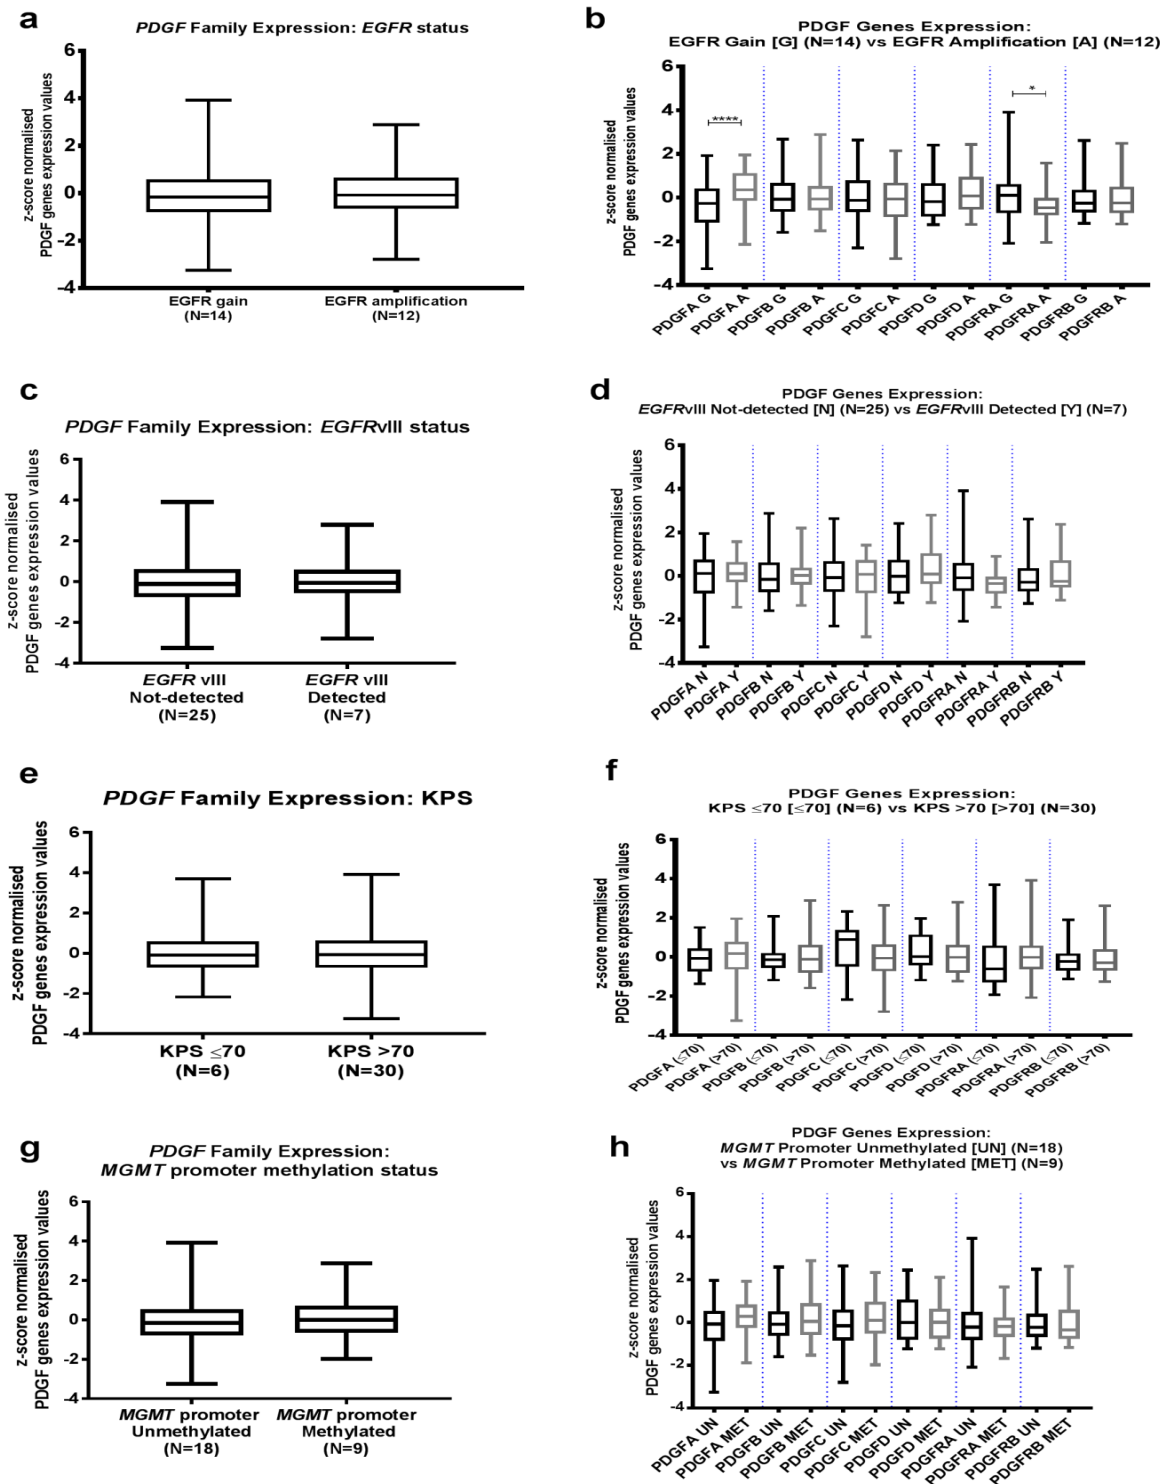 a
PDGF Family Expression: EGFR status
z-score normalised
PDGF genes expression values
6
4
2
0
-2
-4
EGFR gain
(N=14)
EGFR amplification
(N=12)
b
PDGF Genes Expression:
EGFR Gain [G] (N=14) vs EGFR Amplification [A] (N=12)
z-score normalised
PDGF genes expression values
6
4
2
0
-2
-4
****
*
PDGFA G
PDGFA A
PDGFB G
PDGFB A
PDGFC G
PDGFC A
PDGFD G
PDGFD A
PDGFRA G
PDGFRA A
PDGFRB G
PDGFRB A
c
PDGF Family Expression: EGFRvIII status
z-score normalised
PDGF genes expression values
6
4
2
0
-2
-4
EGFR vIII
Not-detected
(N=25)
EGFR vIII
Detected
(N=7)
d
PDGF Genes Expression:
EGFRvIII Not-detected [N] (N=25) vs EGFRvIII Detected [Y] (N=7)
z-score normalised
PDGF genes expression values
6
4
2
0
-2
-4
PDGFA N
PDGFA Y
PDGFB N
PDGFB Y
PDGFC N
PDGFC Y
PDGFD N
PDGFD Y
PDGFRA N
PDGFRA Y
PDGFRB N
PDGFRB Y
e
PDGF Family Expression: KPS
z-score normalised
PDGF genes expression values
6
4
2
0
-2
-4
KPS ≤70
(N=6)
KPS >70
(N=30)
f
PDGF Genes Expression:
KPS ≤70 [≤70] (N=6) vs KPS >70 [>70] (N=30)
z-score normalised
PDGF genes expression values
6
4
2
0
-2
-4
PDGFA (≤70)
PDGFA (>70)
PDGFB (≤70)
PDGFB (>70)
PDGFC (≤70)
PDGFC (>70)
PDGFD (≤70)
PDGFD (>70)
PDGFRA (≤70)
PDGFRA (>70)
PDGFRB (≤70)
PDGFRB (>70)
g
PDGF Family Expression:
MGMT promoter methylation status
z-score normalised
PDGF genes expression values
6
4
2
0
-2
-4
MGMT promoter
Unmethylated
(N=18)
MGMT promoter
Methylated
(N=9)
h
PDGF Genes Expression:
MGMT Promoter Unmethylated [UN] (N=18)
vs MGMT Promoter Methylated [MET] (N=9)
z-score normalised
PDGF genes expression values
6
4
2
0
-2
-4
PDGFA UN
PDGFA MET
PDGFB UN
PDGFB MET
PDGFC UN
PDGFC MET
PDGFD UN
PDGFD MET
PDGFRA UN
PDGFRA MET
PDGFRB UN
PDGFRB MET